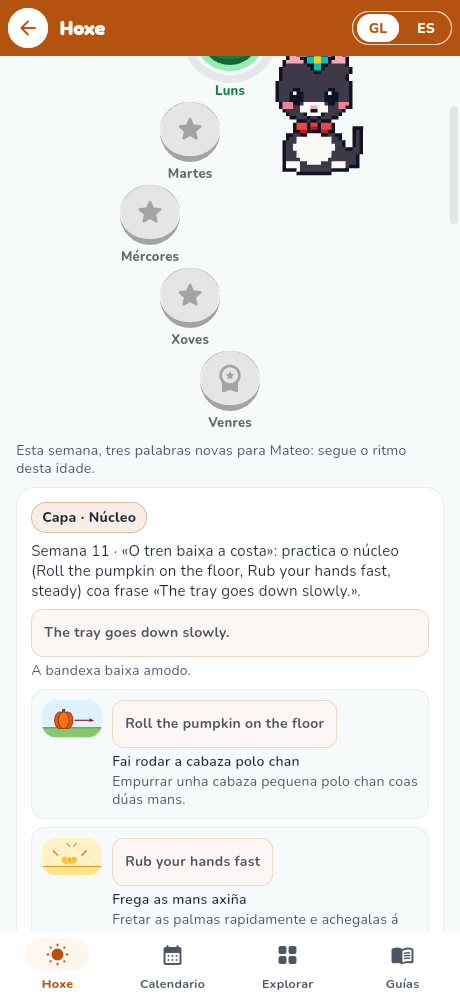 Hoxe
GL ES
Luns
Martes
Mércores
Xoves
Venres
Esta semana, tres palabras novas para Mateo: segue o ritmo
desta idade.
Capa · Núcleo
Semana 11 · «O tren baixa a costa»: practica o núcleo
(Roll the pumpkin on the floor, Rub your hands fast,
steady) coa frase «The tray goes down slowly.».
The tray goes down slowly.
A bandexa baixa amodo.
Roll the pumpkin on the floor
Fai rodar a cabaza polo chan
Empurrar unha cabaza pequena polo chan coas
dúas mans.
Rub your hands fast
Frega as mans axiña
Fretar as palmas rapidamente e achegalas á
Hoxe
Calendario
Explorar
Guías